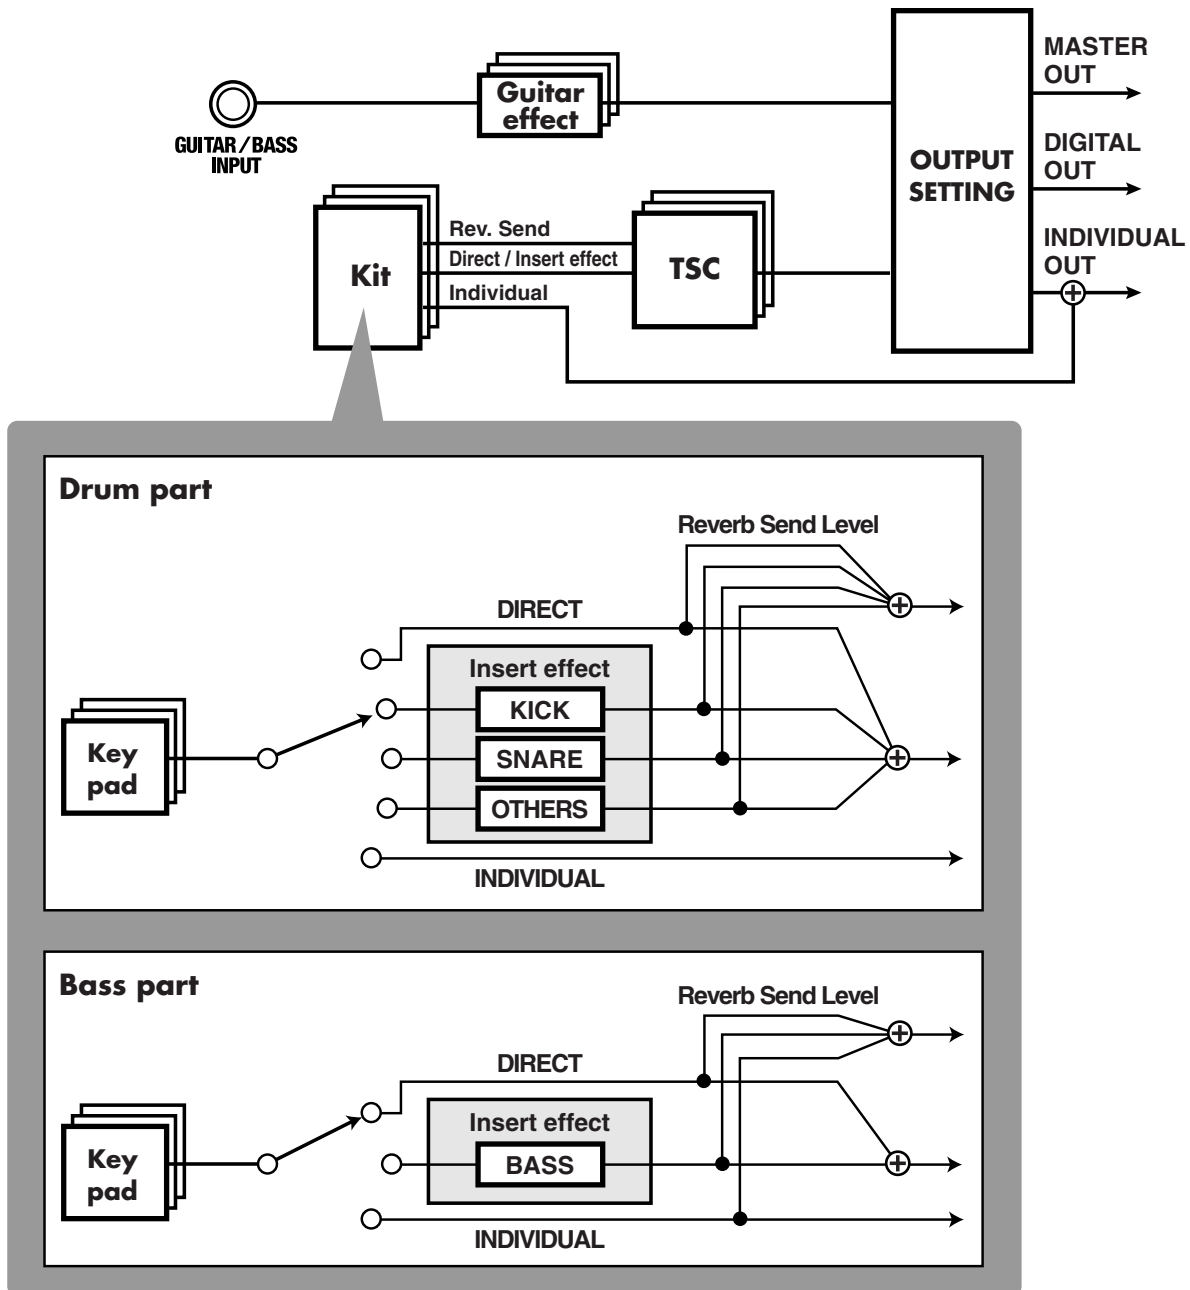 MASTER
OUT
Guitar
effect
GUITAR/BASS
INPUT
DIGITAL
OUT
OUTPUT
SETTING
Rev. Send
Direct / Insert effect
Individual
Kit
TSC
INDIVIDUAL
OUT
Drum part
Reverb Send Level
DIRECT
Insert effect
KICK
SNARE
OTHERS
Key
pad
INDIVIDUAL
Bass part
Reverb Send Level
DIRECT
Insert effect
BASS
Key
pad
INDIVIDUAL